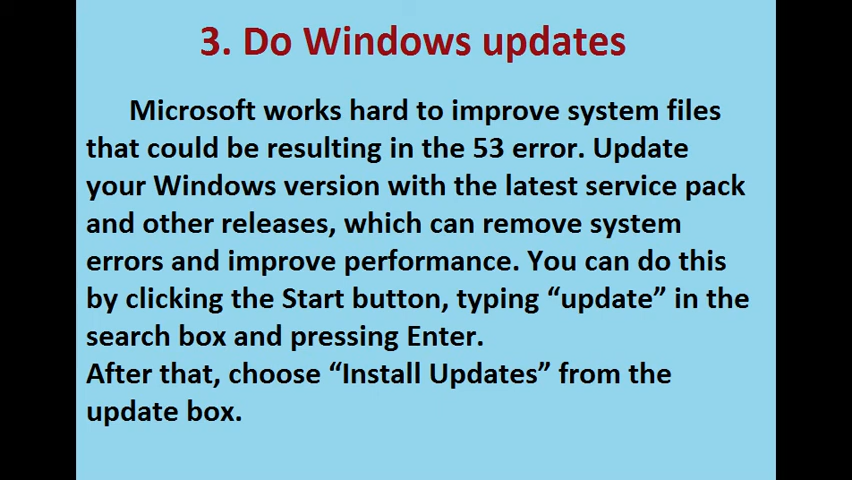 3. Do Windows updates
Microsoft works hard to improve system files
that could be resulting in the 53 error. Update
your Windows version with the latest service pack
and other releases, which can remove system
errors and improve performance. You can do this
by clicking the Start button, typing “update” in the
search box and pressing Enter.
After that, choose “Install Updates” from the
update box.